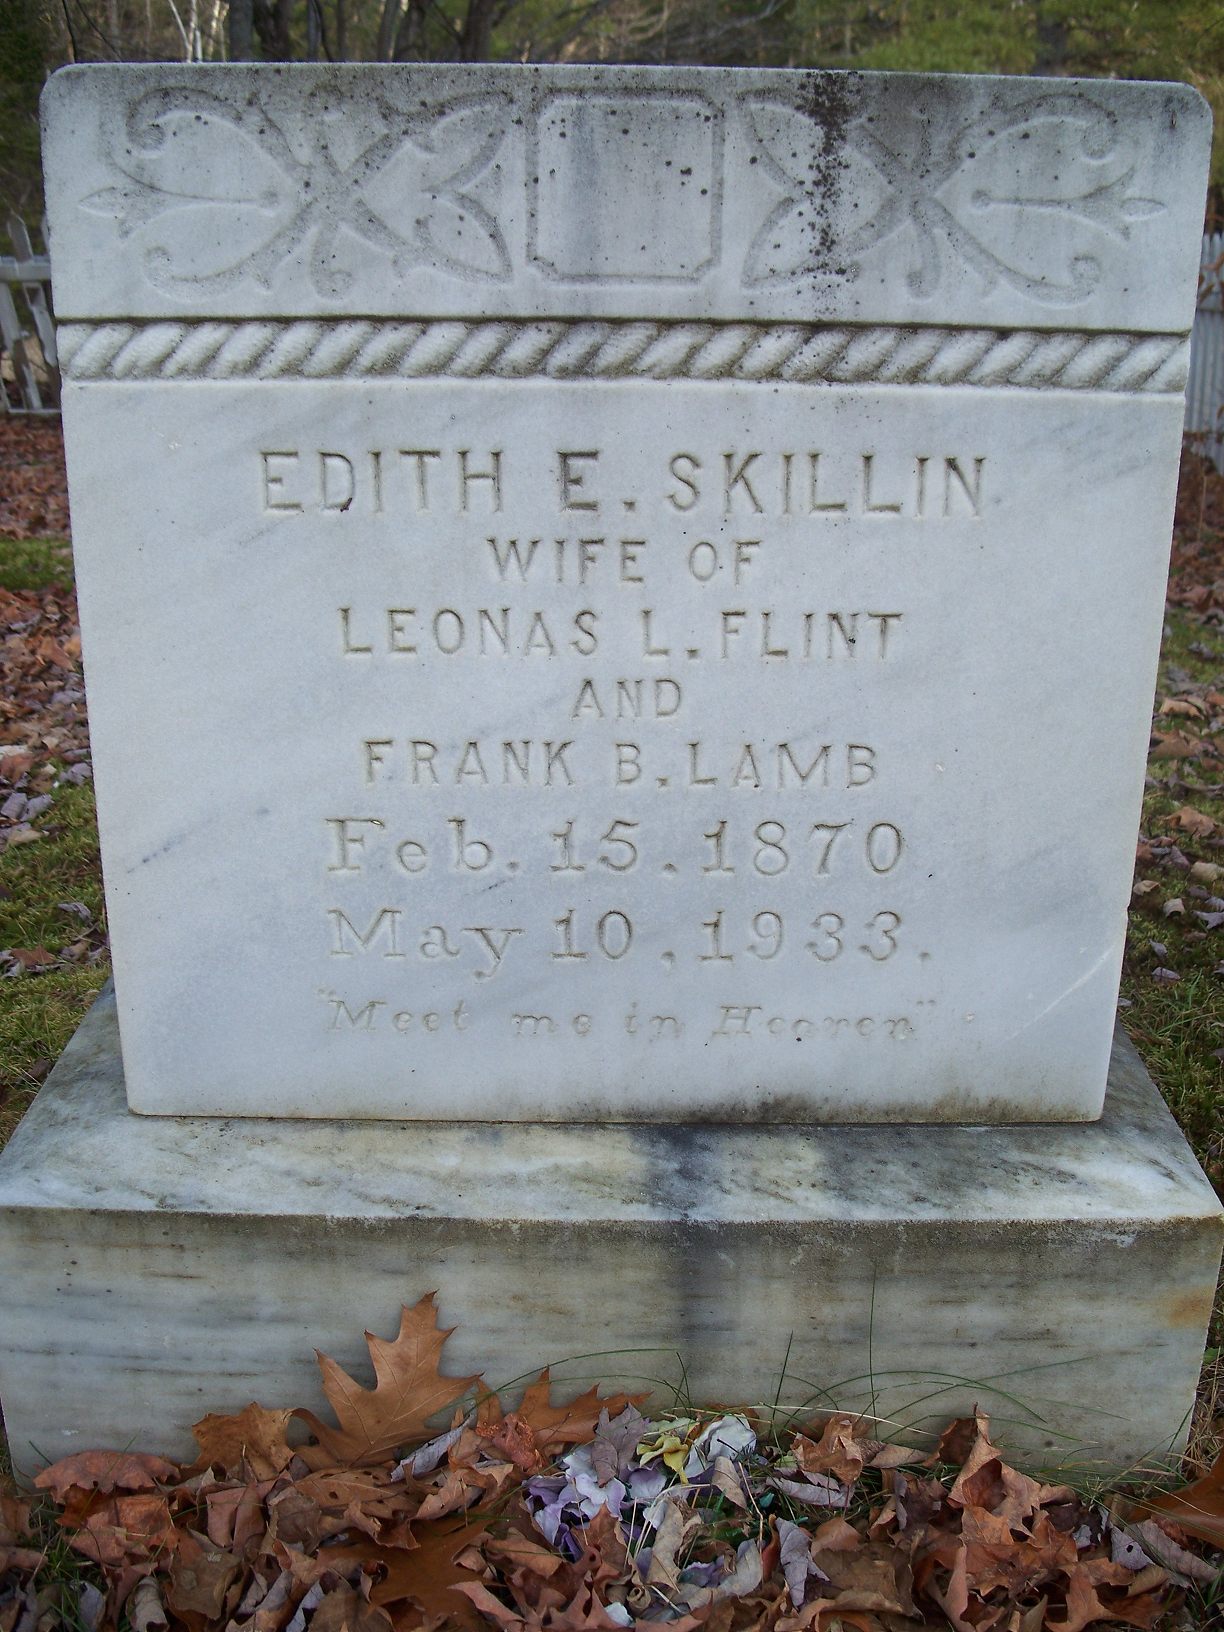 EDITH E. SKILLIN
WIFE OF
LEONAS L. FLINT
AND
FRANK B. LAMB
Feb. 15. 1870
May 10, 1933.
"Meet me in Heaven".